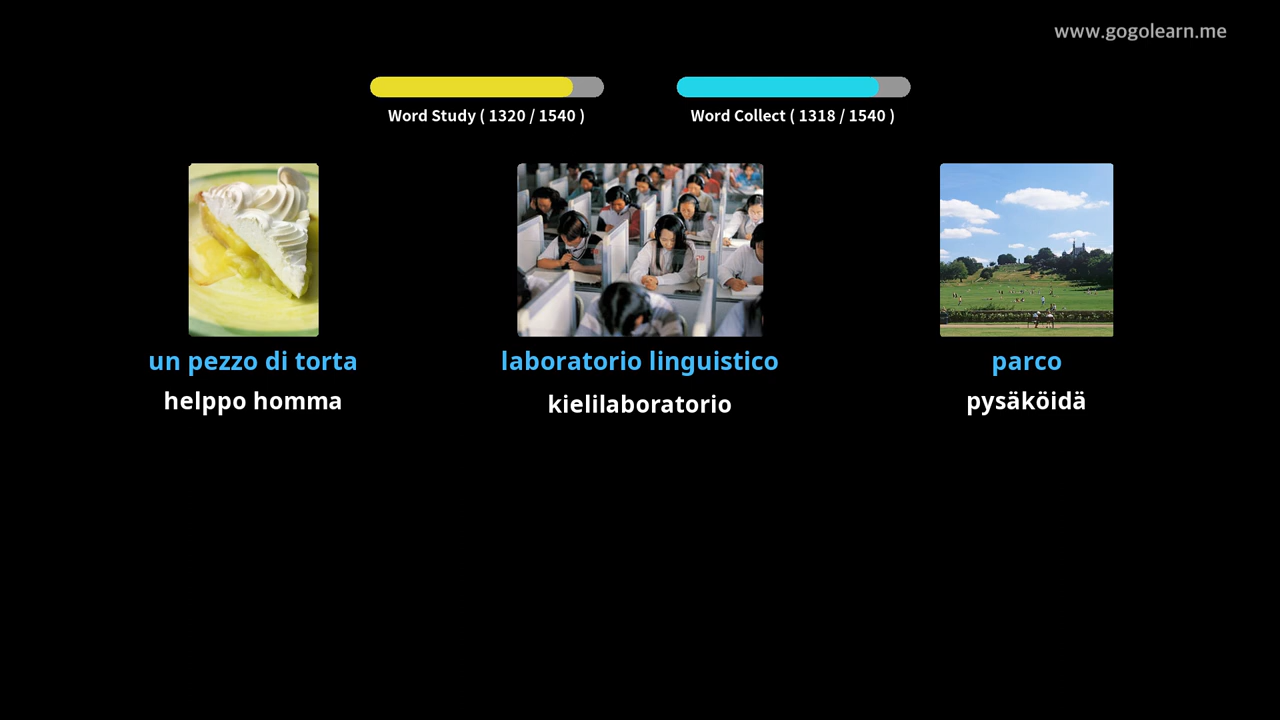 www.gogolearn.me
Word Study ( 1320 / 1540 )
Word Collect ( 1318 / 1540 )
un pezzo di torta
laboratorio linguistico
parco
helppo homma
kielilaboratorio
pysäköidä